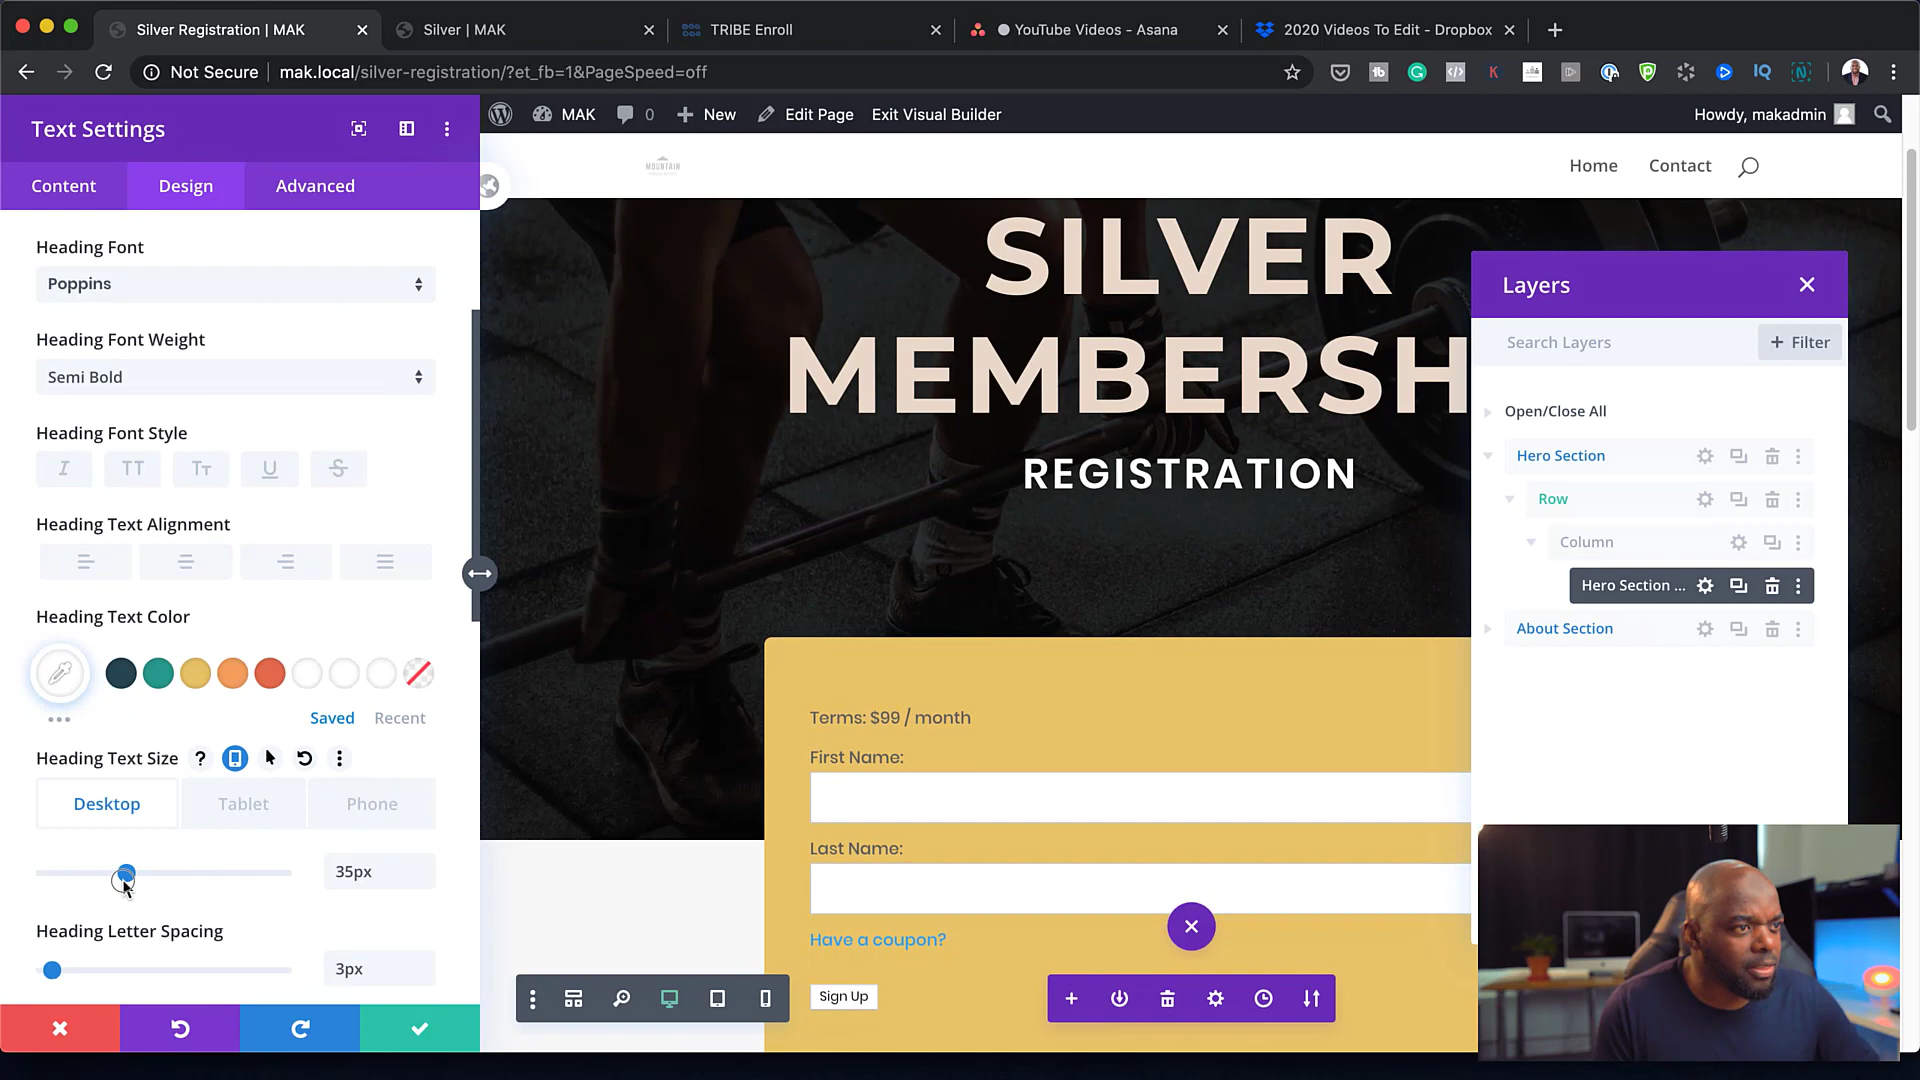 Silver Registration | MAK
Silver | MAK
TRIBE Enroll
YouTube Videos - Asana
2020 Videos To Edit - Dropbox
Not Secure | mak.local/silver-registration/?et_fb=1&PageSpeed=off
Text Settings
MAK
0
New
Edit Page
Exit Visual Builder
Howdy, makadmin
Content
Design
Advanced
MOUNTAIN
Home
Contact
Heading Font
Poppins
Heading Font Weight
Semi Bold
Heading Font Style
I TT Tt U S
Heading Text Alignment
Heading Text Color
Saved
Recent
Heading Text Size
?
Desktop
Tablet
Phone
35px
Heading Letter Spacing
3px
SILVER
MEMBERSH
REGISTRATION
Terms: $99 / month
First Name:
Last Name:
Have a coupon?
Sign Up
Layers
Search Layers
+ Filter
Open/Close All
Hero Section
Row
Column
Hero Section ...
About Section